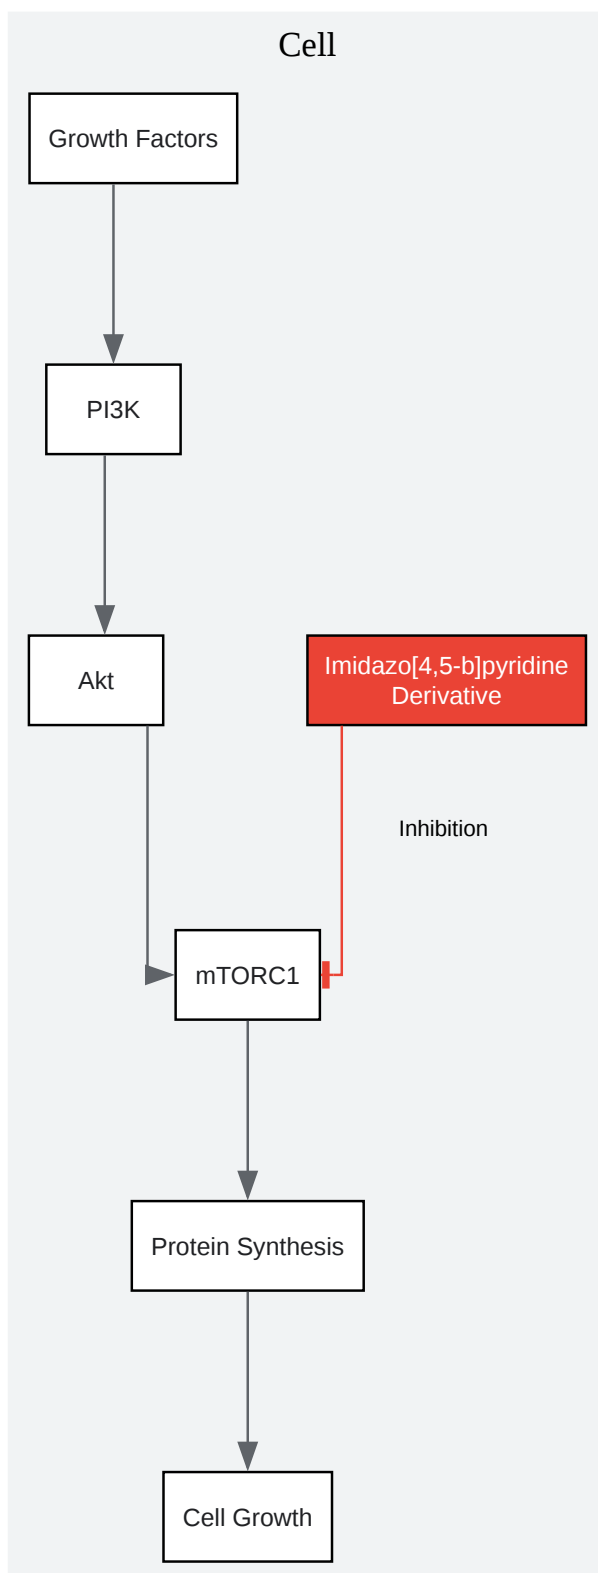 Cell
Growth Factors
PI3K
Akt
Imidazo[4,5-b]pyridine
Derivative
Inhibition
mTORC1
Protein Synthesis
Cell Growth